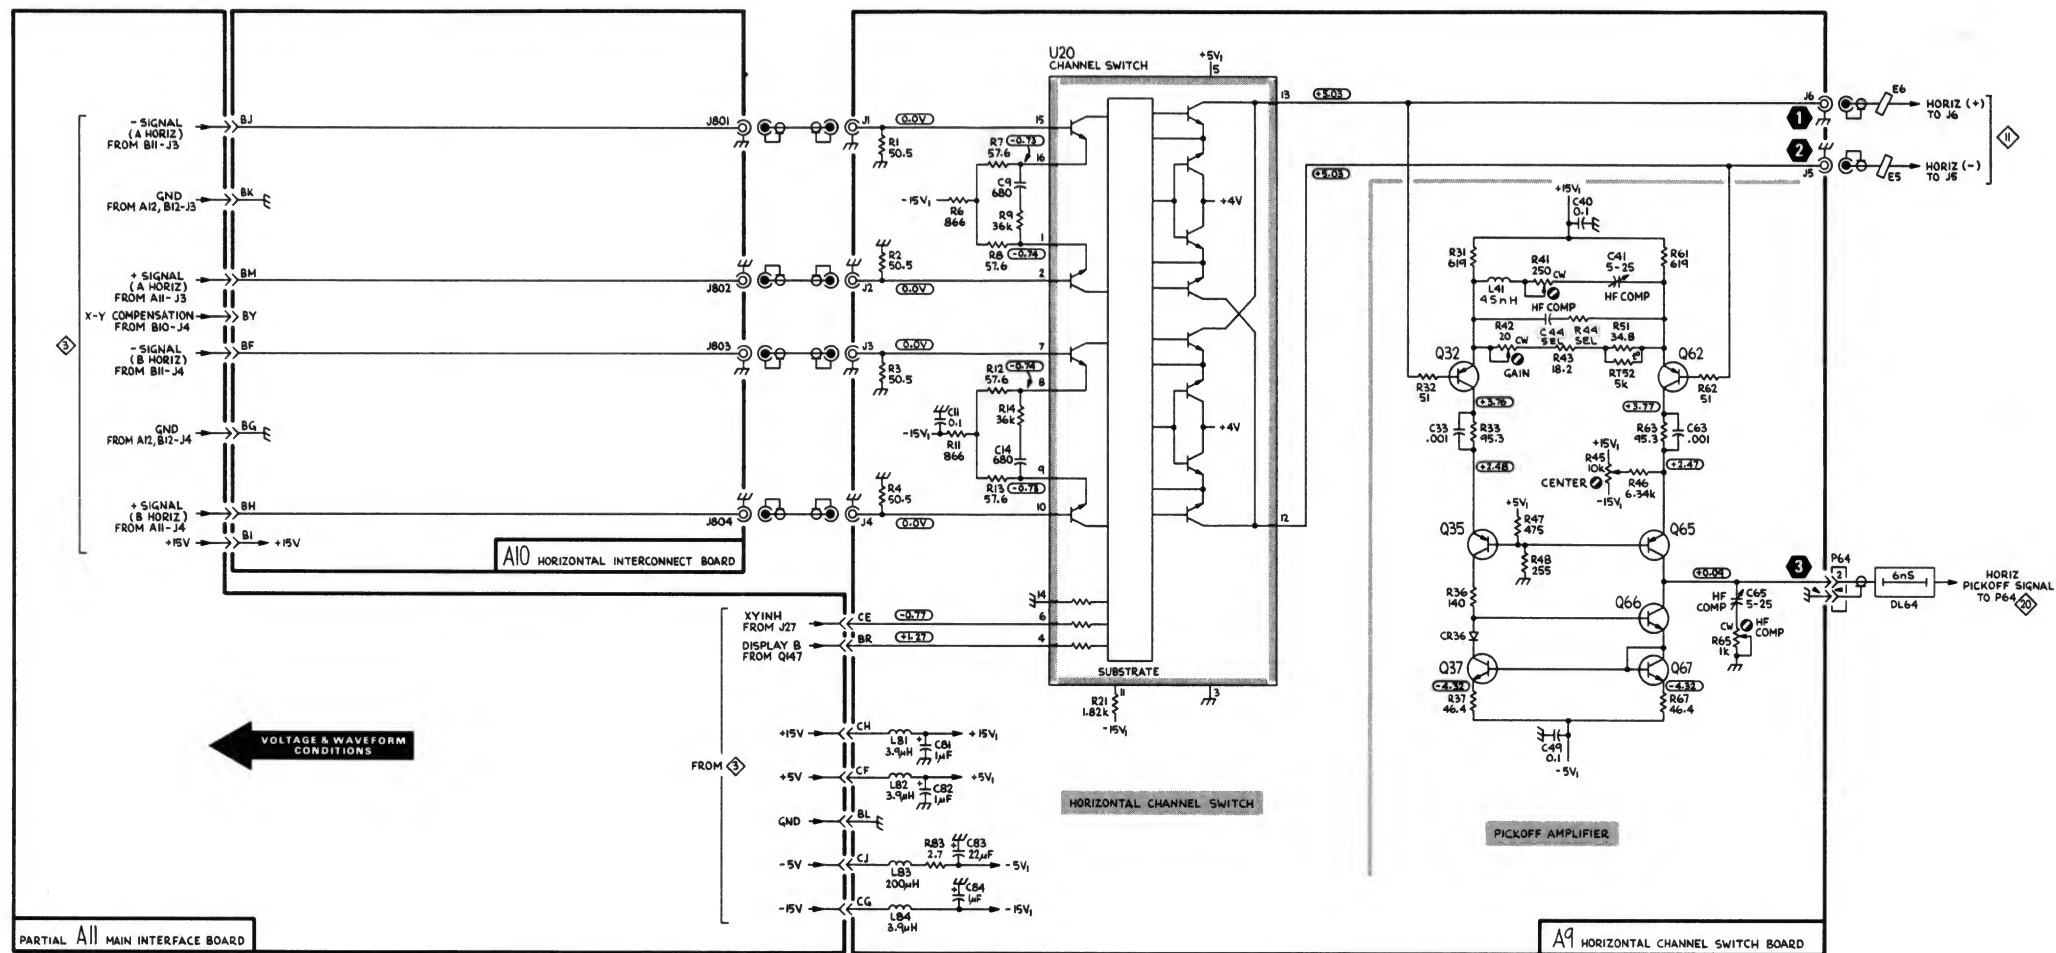 U20
CHANNEL SWITCH
+5V₁
5
- SIGNAL
(A HORIZ)
FROM B11-J3
BJ
J801
J1
0.0V
R1
50.5
15
R7
57.6
-0.73
16
C9
680
-15V₁
R6
866
R9
36k
1
R8
57.6
-0.74
GND
FROM A12, B12-J3
BK
+ SIGNAL
(A HORIZ)
FROM A11-J3
BM
J802
J2
R2
50.5
0.0V
2
X-Y COMPENSATION
FROM B10-J4
BY
3
- SIGNAL
(B HORIZ)
FROM B11-J4
BF
J803
J3
0.0V
R3
50.5
7
R12
57.6
-0.74
8
C11
0.1
R14
36k
-15V₁
R11
866
C14
680
9
R13
57.6
-0.73
GND
FROM A12, B12-J4
BG
+ SIGNAL
(B HORIZ)
FROM A11-J4
BH
J804
J4
R4
50.5
0.0V
10
+15V
BI
+15V
A10 HORIZONTAL INTERCONNECT BOARD
13
+5.03
+4V
+5.03
+4V
12
14
6
4
SUBSTRATE
11
3
R21
1.82k
-15V₁
XYINH
FROM J27
CE
-0.77
DISPLAY B
FROM Q147
BR
+1.27
FROM 3
+15V
CH
L81
3.9µH
C81
1µF
+15V₁
+5V
CF
L82
3.9µH
C82
1µF
+5V₁
GND
BL
-5V
CJ
L83
200µH
R83
2.7
C83
22µF
-5V₁
-15V
CG
L84
3.9µH
C84
1µF
-15V₁
VOLTAGE & WAVEFORM
CONDITIONS
HORIZONTAL CHANNEL SWITCH
J6
1
E6
HORIZ (+)
TO J6
2
J5
E5
HORIZ (-)
TO J5
11
+15V₁
C40
0.1
R31
619
R61
619
L41
45nH
R41
250
CW
HF COMP
C41
5-25
HF COMP
R42
20
CW
GAIN
C44
SEL
R44
SEL
R43
18.2
R51
34.8
RT52
5k
Q32
R32
51
Q62
R62
51
+3.76
+3.77
C33
.001
R33
95.3
R63
95.3
C63
.001
+2.48
+2.47
+15V₁
R45
10k
CENTER
-15V₁
R46
6.34k
+5V₁
R47
475
R48
255
Q35
Q65
R36
140
Q66
CR36
Q37
Q67
-4.32
-4.32
R37
46.4
R67
46.4
C49
0.1
-5V₁
+0.04
3
HF
COMP
C65
5-25
CW
R65
1k
HF
COMP
P64
2
6nS
DL64
HORIZ
PICKOFF SIGNAL
TO P64
20
PICKOFF AMPLIFIER
PARTIAL A11 MAIN INTERFACE BOARD
A9 HORIZONTAL CHANNEL SWITCH BOARD